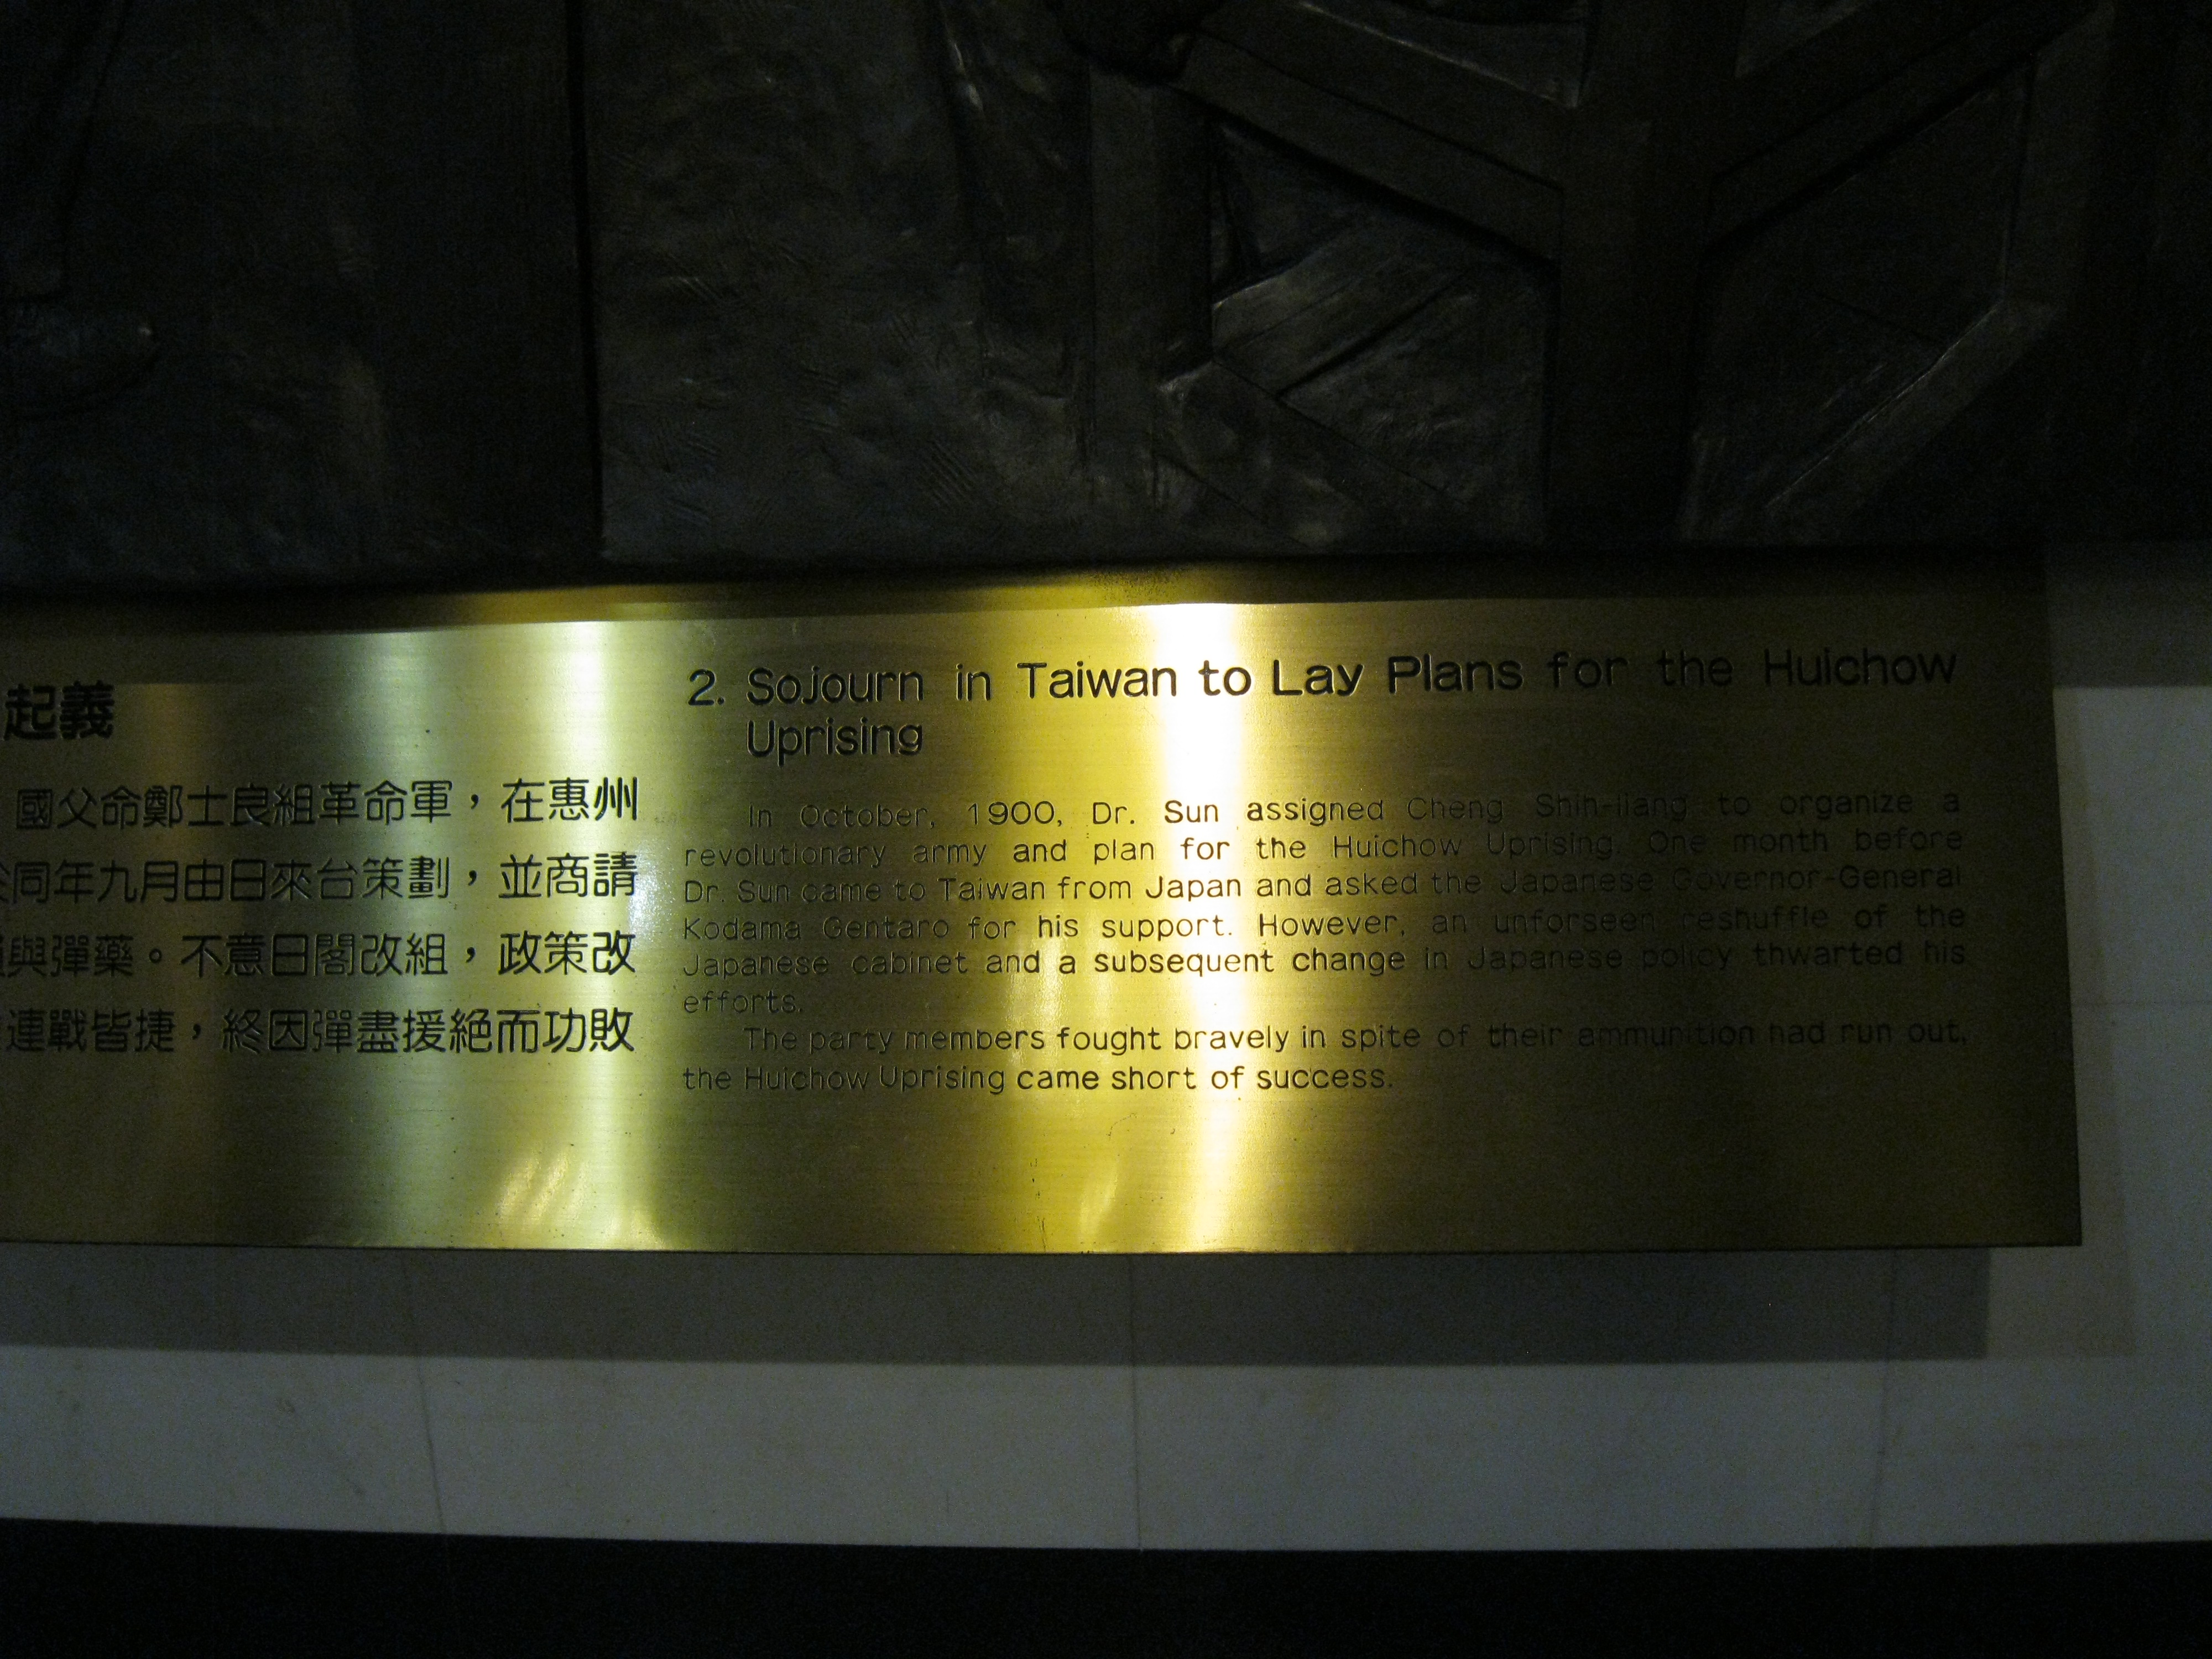 起義
國父命鄭士良組革命軍，在惠州
同年九月由日來台策劃，並商請
與彈藥。不意日閣改組，政策改
連戰皆捷，終因彈盡援絕而功敗
2. Sojourn in Taiwan to Lay Plans for the Huichow
Uprising
In October, 1900, Dr. Sun assigned Cheng Shih-liang to organize a
revolutionary army and plan for the Huichow Uprising. One month before
Dr. Sun came to Taiwan from Japan and asked the Japanese Governor-General
Kodama Gentaro for his support. However, an unforseen reshuffle of the
Japanese cabinet and a subsequent change in Japanese policy thwarted his
efforts.
The party members fought bravely in spite of their ammunition had run out,
the Huichow Uprising came short of success.